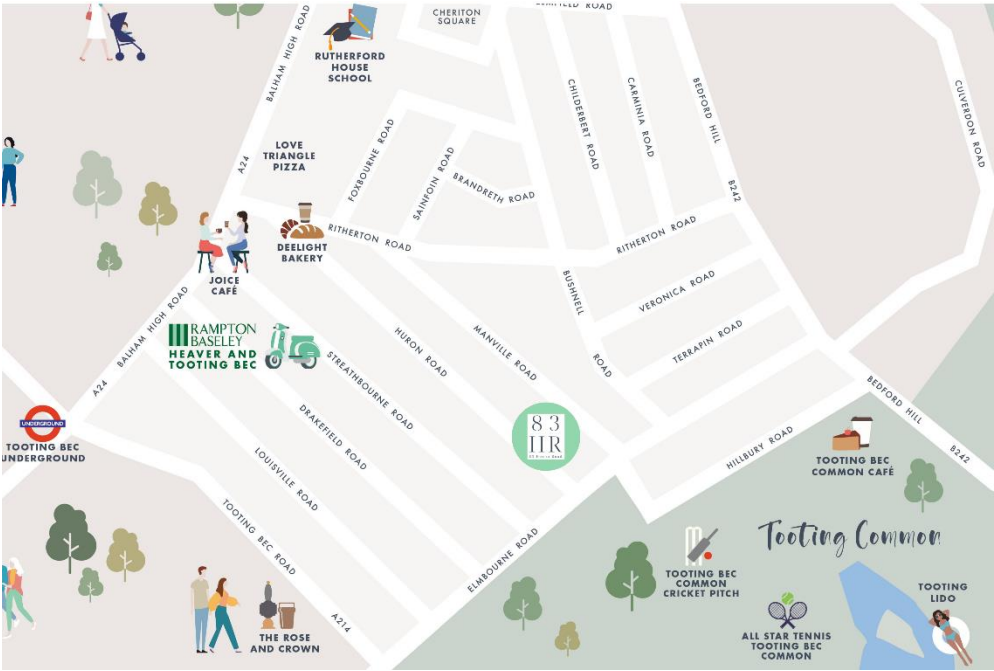 CHERITON
SQUARE
ROAD
BALHAM HIGH ROAD
RUTHERFORD
HOUSE
SCHOOL
CHILDERBERT ROAD
CARMINIA ROAD
BEDFORD HILL
CULVERDON ROAD
A24
LOVE
TRIANGLE
PIZZA
FOXBOURNE ROAD
SAINFOIN ROAD
BRANDRETH ROAD
B242
RITHERTON ROAD
DEELIGHT
BAKERY
RITHERTON ROAD
JOICE
CAFÉ
BUSHNELL
ROAD
VERONICA ROAD
TERRAPIN ROAD
BALHAM HIGH ROAD
A24
RAMPTON
BASELEY
HEAVER AND
TOOTING BEC
HURON ROAD
MANVILLE ROAD
STREATHBOURNE ROAD
DRAKEFIELD ROAD
LOUISVILLE ROAD
UNDERGROUND
TOOTING BEC
UNDERGROUND
83
HR
BEDFORD HILL
B242
HILLBURY ROAD
TOOTING BEC
COMMON CAFÉ
TOOTING BEC ROAD
A214
ELMBOURNE ROAD
Tooting Common
TOOTING BEC
COMMON
CRICKET PITCH
TOOTING
LIDO
ALL STAR TENNIS
TOOTING BEC
COMMON
THE ROSE
AND CROWN